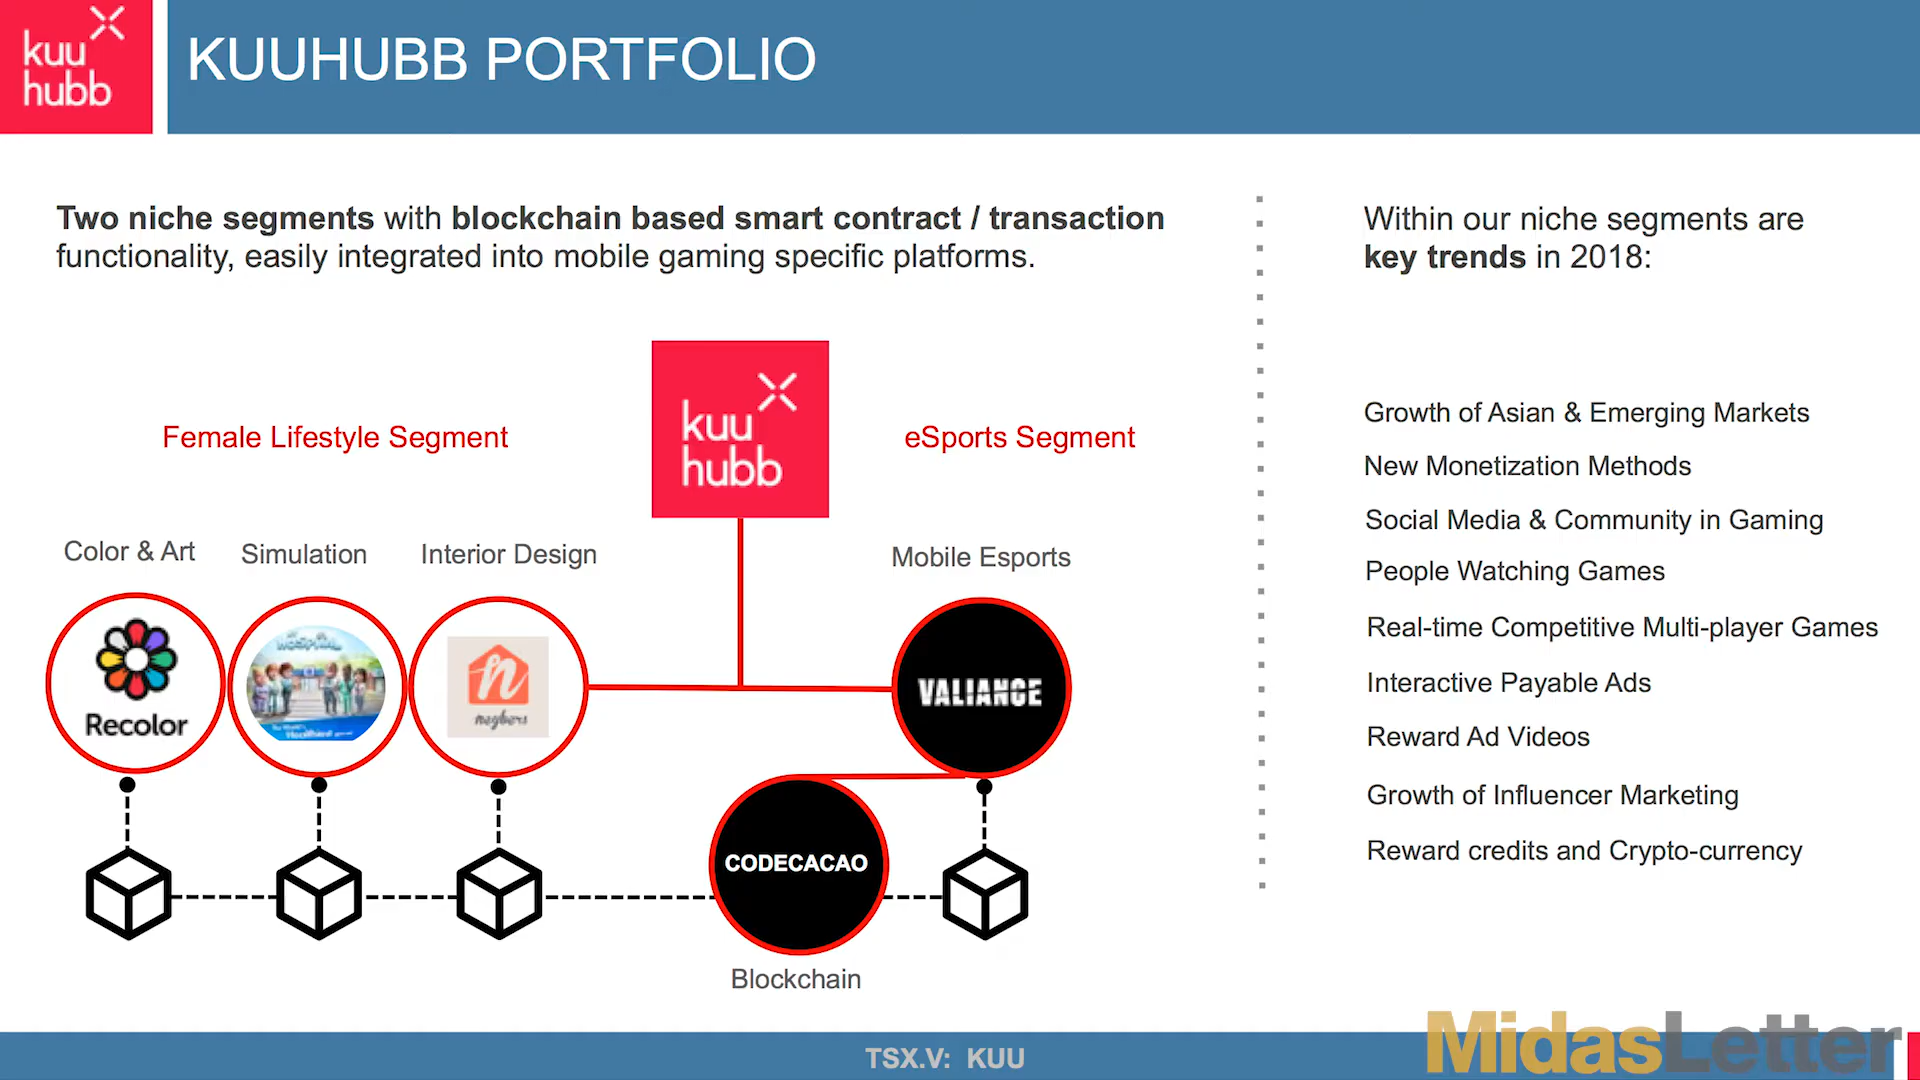 kuu
hubb
KUUHUBB PORTFOLIO
Two niche segments with blockchain based smart contract / transaction
functionality, easily integrated into mobile gaming specific platforms.
Within our niche segments are
key trends in 2018:
kuu
hubb
Female Lifestyle Segment
eSports Segment
Color & Art
Simulation
Interior Design
Mobile Esports
Recolor
HOSPITAL
n
VALIANCE
CODECACAO
Blockchain
Growth of Asian & Emerging Markets
New Monetization Methods
Social Media & Community in Gaming
People Watching Games
Real-time Competitive Multi-player Games
Interactive Payable Ads
Reward Ad Videos
Growth of Influencer Marketing
Reward credits and Crypto-currency
TSX.V: KUU
MidasLetter